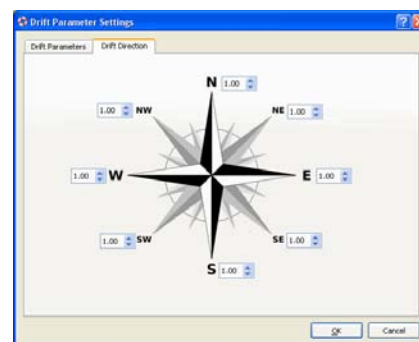 Drift Parameter Settings
Drift Parameters Drift Direction
N 1.00
1.00 NW NE 1.00
1.00 W E 1.00
1.00 SW SE 1.00
S 1.00
OK Cancel